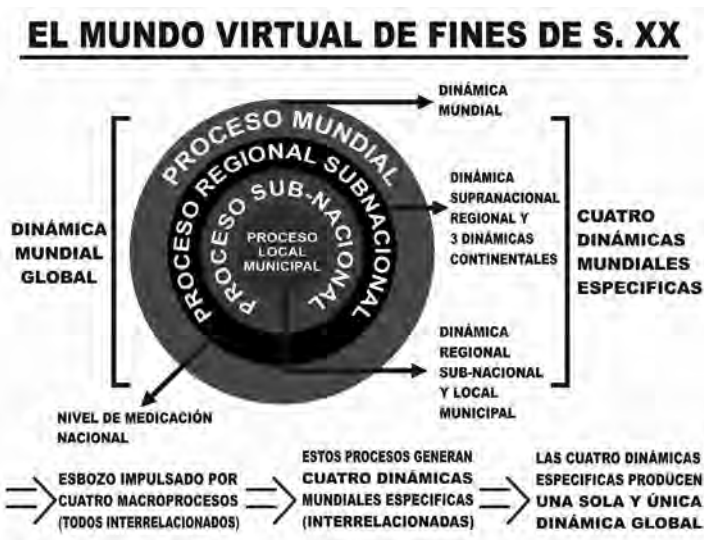 EL MUNDO VIRTUAL DE FINES DE S. XX
DINÁMICA
MUNDIAL
GLOBAL
PROCESO MUNDIAL
PROCESO REGIONAL SUBNACIONAL
PROCESO SUB-NACIONAL
PROCESO
LOCAL
MUNICIPAL
DINÁMICA
MUNDIAL
DINÁMICA
SUPRANACIONAL
REGIONAL Y
3 DINÁMICAS
CONTINENTALES
DINÁMICA
REGIONAL
SUB-NACIONAL
Y LOCAL
MUNICIPAL
CUATRO
DINÁMICAS
MUNDIALES
ESPECIFICAS
NIVEL DE MEDICACIÓN
NACIONAL
ESBOZO IMPULSADO POR
CUATRO MACROPROCESOS
(TODOS INTERRELACIONADOS)
ESTOS PROCESOS GENERAN
CUATRO DINÁMICAS
MUNDIALES ESPECIFICAS
(INTERRELACIONADAS)
LAS CUATRO DINÁMICAS
ESPECIFICAS PRODUCEN
UNA SOLA Y ÚNICA
DINÁMICA GLOBAL